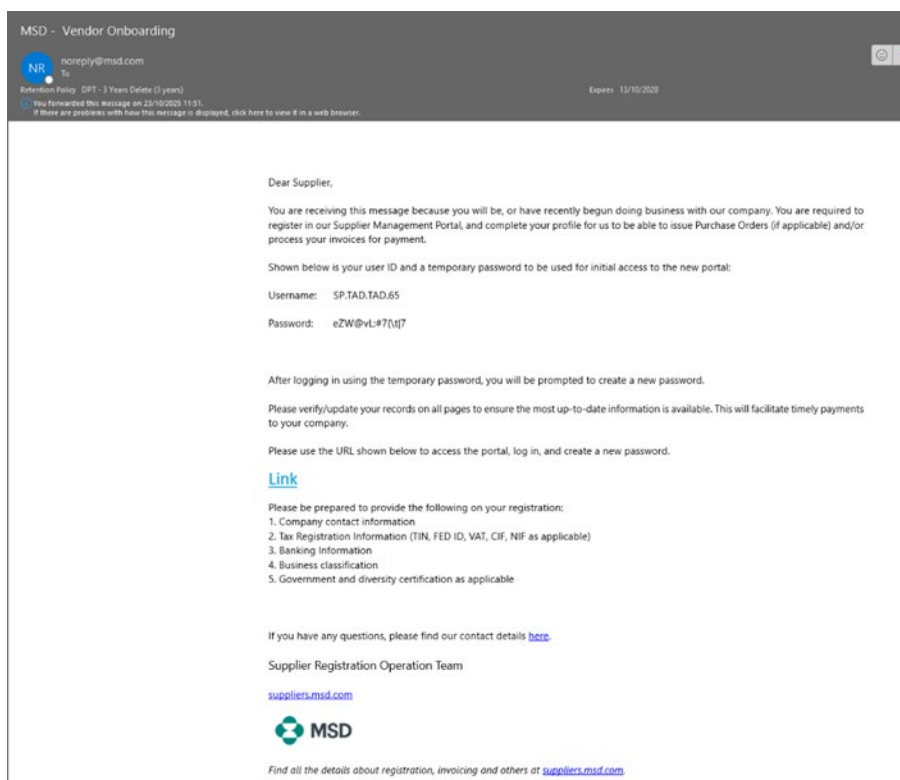 MSD - Vendor Onboarding
NR
noreply@msd.com
To
Retention Policy DPT - 3 Years Delete (3 years)
Expires 13/10/2028
You forwarded this message on 23/10/2025 11:51.
If there are problems with how this message is displayed, click here to view it in a web browser.
Dear Supplier,
You are receiving this message because you will be, or have recently begun doing business with our company. You are required to
register in our Supplier Management Portal, and complete your profile for us to be able to issue Purchase Orders (if applicable) and/or
process your invoices for payment.
Shown below is your user ID and a temporary password to be used for initial access to the new portal:
Username: SP.TAD.TAD.65
Password:
After logging in using the temporary password, you will be prompted to create a new password.
Please verify/update your records on all pages to ensure the most up-to-date information is available. This will facilitate timely payments
to your company.
Please use the URL shown below to access the portal, log in, and create a new password.
Link
Please be prepared to provide the following on your registration:
1. Company contact information
2. Tax Registration Information (TIN, FED ID, VAT, CIF, NIF as applicable)
3. Banking Information
4. Business classification
5. Government and diversity certification as applicable
If you have any questions, please find our contact details here.
Supplier Registration Operation Team
suppliers.msd.com
MSD
Find all the details about registration, invoicing and others at suppliers.msd.com.